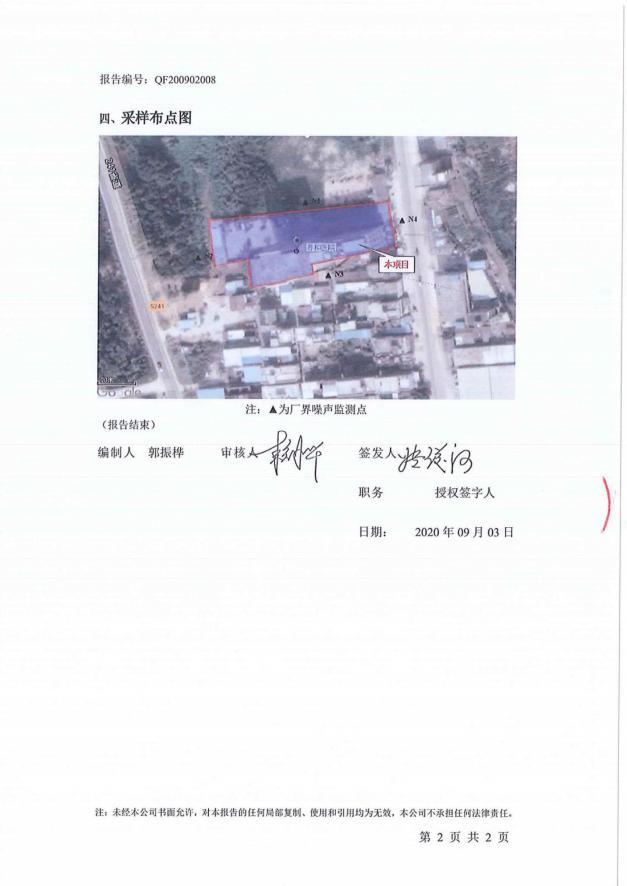 报告编号：QF200902008
四、采样布点图
▲ N1
▲ N4
▲ N3
本项目
S241
Google
注：▲为厂界噪声监测点
（报告结束）
编制人 郭振桦 审核人 签发人
职务 授权签字人
日期： 2020 年 09 月 03 日
注：未经本公司书面允许，对本报告的任何局部复制、使用和引用均为无效，本公司不承担任何法律责任。
第 2 页 共 2 页